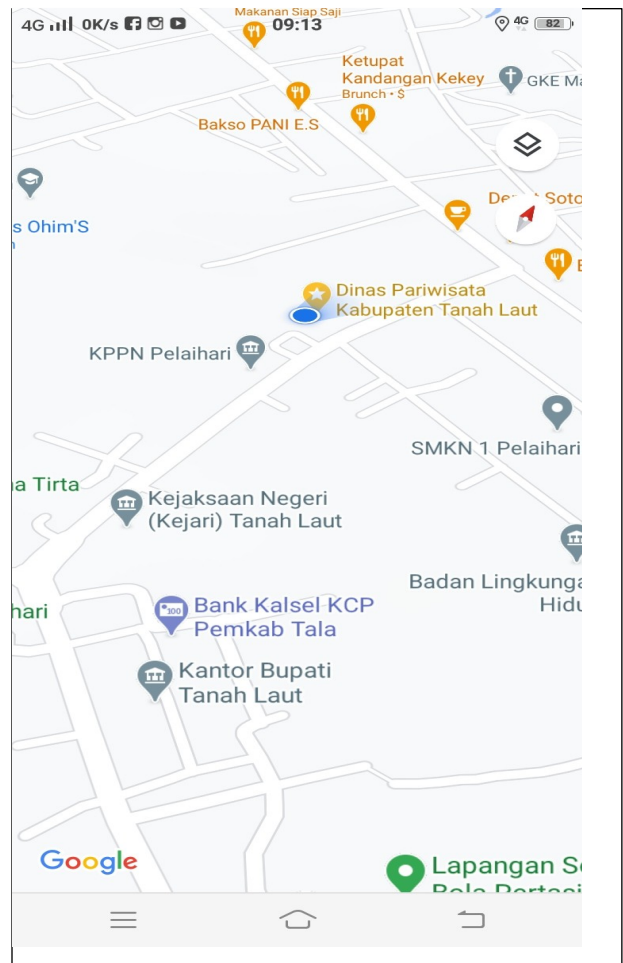 Makanan Siap Saji
4G 0K/s 09:13 4G 82
Ketupat
Kandangan Kekey
Brunch • $
GKE Ma
Bakso PANI E.S
Soto
s Ohim'S
Dinas Pariwisata
Kabupaten Tanah Laut
KPPN Pelaihari
SMKN 1 Pelaihari
a Tirta
Kejaksaan Negeri
(Kejari) Tanah Laut
Badan Lingkunga
Hidu
hari
100
Bank Kalsel KCP
Pemkab Tala
Kantor Bupati
Tanah Laut
Google
Lapangan S